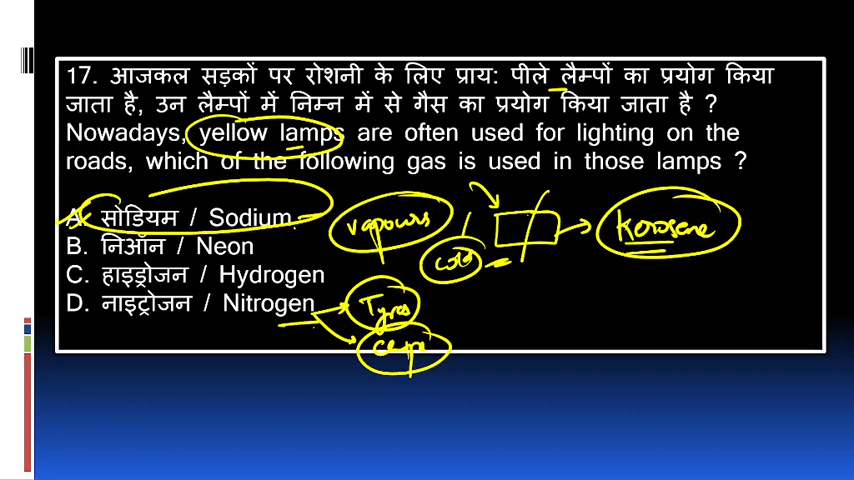 17. आजकल सड़कों पर रोशनी के लिए प्राय: पीले लैम्पों का प्रयोग किया
जाता है, उन लैम्पों में निम्न में से गैस का प्रयोग किया जाता है ?
Nowadays, yellow lamps are often used for lighting on the
roads, which of the following gas is used in those lamps ?
A. सोडियम / Sodium
B. निऑन / Neon
C. हाइड्रोजन / Hydrogen
D. नाइट्रोजन / Nitrogen
vapours
Kerosene
Tyres